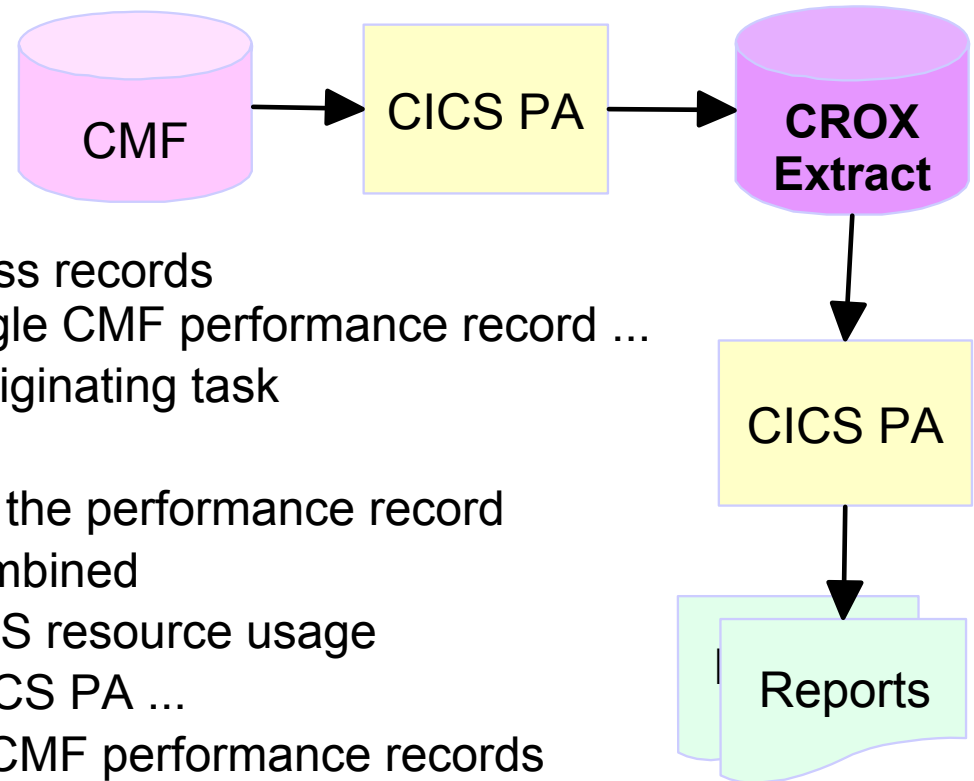 CMF
CICS PA
CROX
Extract
ss records
gle CMF performance record ...
iginating task
the performance record
mbined
S resource usage
CS PA ...
CMF performance records
CICS PA
Reports